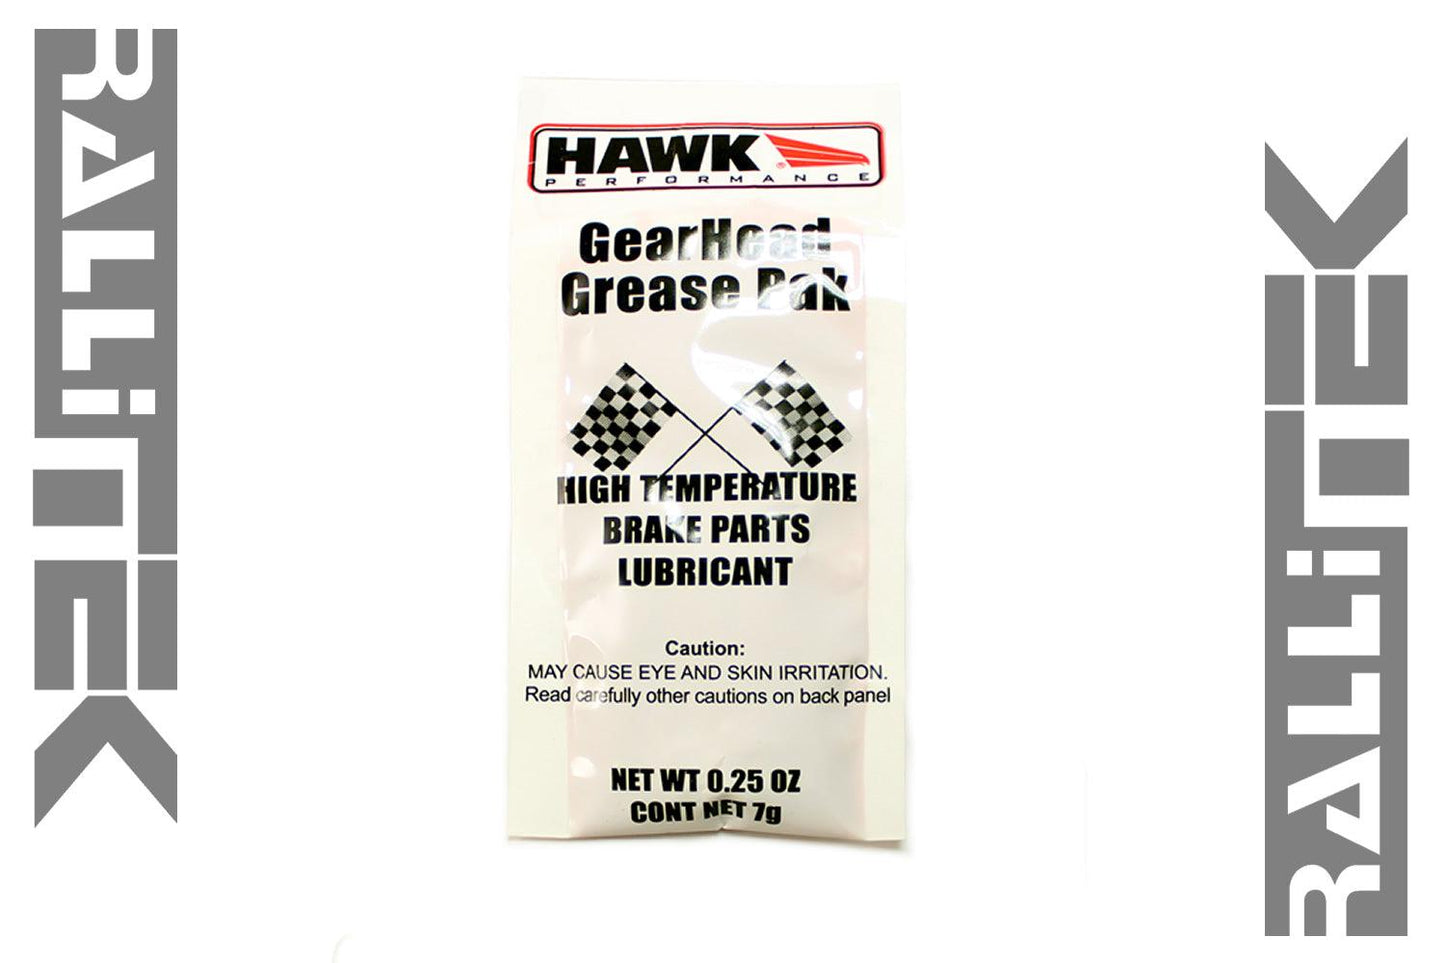 RALLiTEK
HAWK®
PERFORMANCE
GearHead
Grease Pak
HIGH TEMPERATURE
BRAKE PARTS
LUBRICANT
Caution:
MAY CAUSE EYE AND SKIN IRRITATION.
Read carefully other cautions on back panel
NET WT 0.25 OZ
CONT NET 7g
RALLiTEK